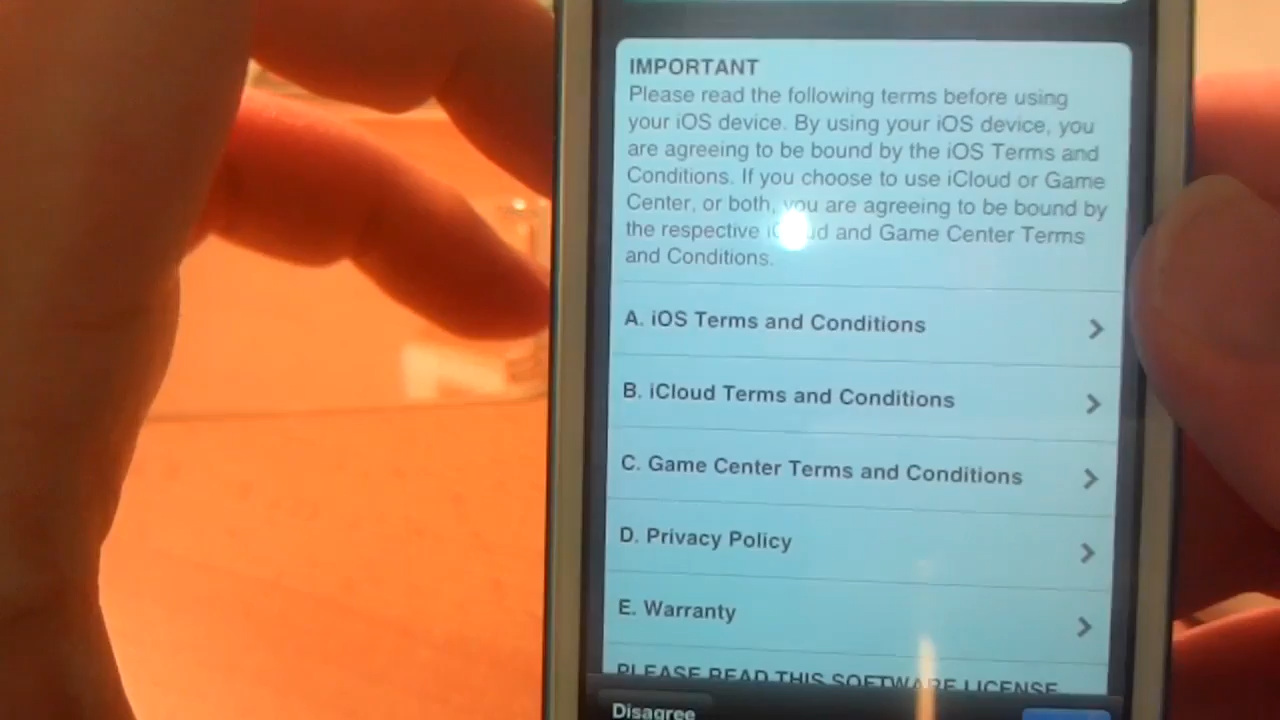 IMPORTANT
Please read the following terms before using
your iOS device. By using your iOS device, you
are agreeing to be bound by the iOS Terms and
Conditions. If you choose to use iCloud or Game
Center, or both, you are agreeing to be bound by
the respective iCloud and Game Center Terms
and Conditions.
A. iOS Terms and Conditions
B. iCloud Terms and Conditions
C. Game Center Terms and Conditions
D. Privacy Policy
E. Warranty
PLEASE READ THIS SOFTWARE LICENSE
Disagree